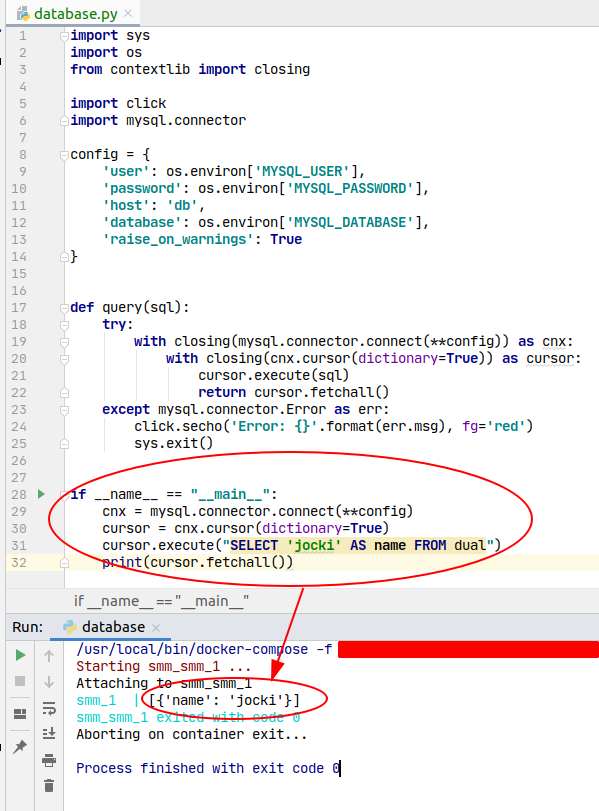 database.py
1 import sys
2 import os
3 from contextlib import closing
4
5 import click
6 import mysql.connector
7
8 config = {
9     'user': os.environ['MYSQL_USER'],
10     'password': os.environ['MYSQL_PASSWORD'],
11     'host': 'db',
12     'database': os.environ['MYSQL_DATABASE'],
13     'raise_on_warnings': True
14 }
15
16
17 def query(sql):
18     try:
19         with closing(mysql.connector.connect(**config)) as cnx:
20             with closing(cnx.cursor(dictionary=True)) as cursor:
21                 cursor.execute(sql)
22                 return cursor.fetchall()
23     except mysql.connector.Error as err:
24         click.secho('Error: {}'.format(err.msg), fg='red')
25         sys.exit()
26
27
28 if __name__ == "__main__":
29     cnx = mysql.connector.connect(**config)
30     cursor = cnx.cursor(dictionary=True)
31     cursor.execute("SELECT 'jocki' AS name FROM dual")
32     print(cursor.fetchall())
if __name__ == "__main__"
Run: database
/usr/local/bin/docker-compose -f
Starting smm_smm_1 ...
Attaching to smm_smm_1
smm_1  | [{'name': 'jocki'}]
smm_smm_1 exited with code 0
Aborting on container exit...
Process finished with exit code 0